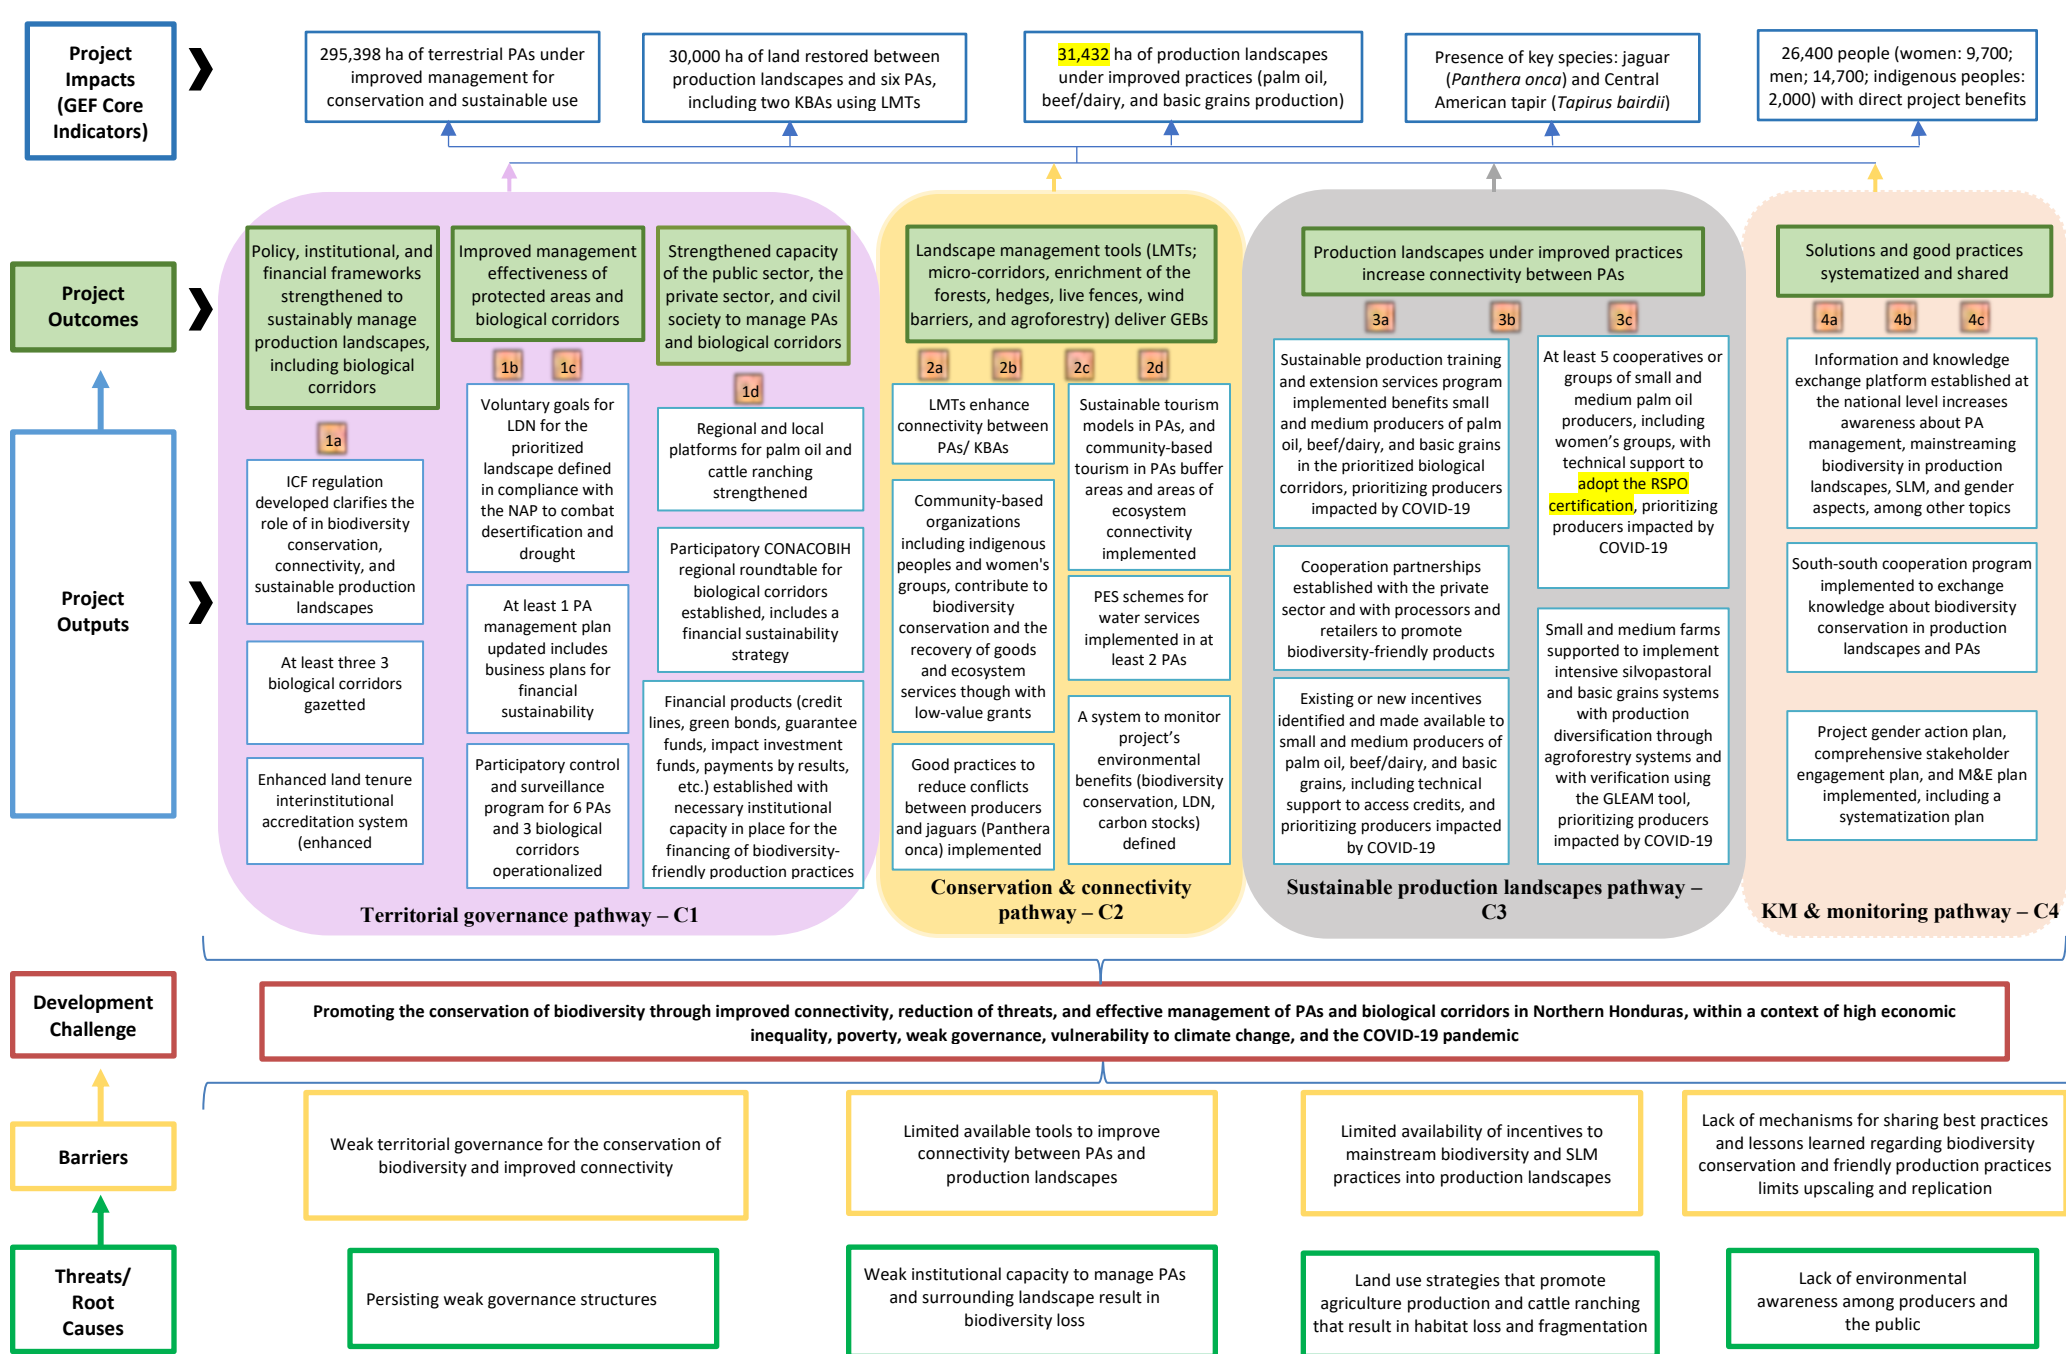 Project
Impacts
(GEF Core
Indicators)
295,398 ha of terrestrial PAs under
improved management for
conservation and sustainable use
30,000 ha of land restored between
production landscapes and six PAs,
including two KBAs using LMTs
31,432 ha of production landscapes
under improved practices (palm oil,
beef/dairy, and basic grains production)
Presence of key species: jaguar
(Panthera onca) and Central
American tapir (Tapirus bairdii)
26,400 people (women: 9,700;
men; 14,700; indigenous peoples:
2,000) with direct project benefits
Project
Outcomes
Policy, institutional, and
financial frameworks
strengthened to
sustainably manage
production landscapes,
including biological
corridors
Improved management
effectiveness of
protected areas and
biological corridors
Strengthened capacity
of the public sector, the
private sector, and civil
society to manage PAs
and biological corridors
Landscape management tools (LMTs;
micro-corridors, enrichment of the
forests, hedges, live fences, wind
barriers, and agroforestry) deliver GEBs
Production landscapes under improved practices
increase connectivity between PAs
Solutions and good practices
systematized and shared
Project
Outputs
1a
ICF regulation
developed clarifies the
role of in biodiversity
conservation,
connectivity, and
sustainable production
landscapes
At least three 3
biological corridors
gazetted
Enhanced land tenure
interinstitutional
accreditation system
(enhanced
1b
1c
Voluntary goals for
LDN for the
prioritized
landscape defined
in compliance with
the NAP to combat
desertification and
drought
At least 1 PA
management plan
updated includes
business plans for
financial
sustainability
Participatory control
and surveillance
program for 6 PAs
and 3 biological
corridors
operationalized
1d
Regional and local
platforms for palm oil and
cattle ranching
strengthened
Participatory CONACOBIH
regional roundtable for
biological corridors
established, includes a
financial sustainability
strategy
Financial products (credit
lines, green bonds, guarantee
funds, impact investment
funds, payments by results,
etc.) established with
necessary institutional
capacity in place for the
financing of biodiversity-
friendly production practices
Territorial governance pathway – C1
2a
2b
2c
2d
LMTs enhance
connectivity between
PAs/ KBAs
Community-based
organizations
including indigenous
peoples and women's
groups, contribute to
biodiversity
conservation and the
recovery of goods
and ecosystem
services though with
low-value grants
Good practices to
reduce conflicts
between producers
and jaguars (Panthera
onca) implemented
Sustainable tourism
models in PAs, and
community-based
tourism in PAs buffer
areas and areas of
ecosystem
connectivity
implemented
PES schemes for
water services
implemented in at
least 2 PAs
A system to monitor
project's
environmental
benefits (biodiversity
conservation, LDN,
carbon stocks)
defined
Conservation & connectivity
pathway – C2
3a
3b
3c
Sustainable production training
and extension services program
implemented benefits small
and medium producers of palm
oil, beef/dairy, and basic grains
in the prioritized biological
corridors, prioritizing producers
impacted by COVID-19
Cooperation partnerships
established with the private
sector and with processors and
retailers to promote
biodiversity-friendly products
Existing or new incentives
identified and made available to
small and medium producers of
palm oil, beef/dairy, and basic
grains, including technical
support to access credits, and
prioritizing producers impacted
by COVID-19
At least 5 cooperatives or
groups of small and
medium palm oil
producers, including
women's groups, with
technical support to
adopt the RSPO
certification, prioritizing
producers impacted by
COVID-19
Small and medium farms
supported to implement
intensive silvopastoral
and basic grains systems
with production
diversification through
agroforestry systems and
with verification using
the GLEAM tool,
prioritizing producers
impacted by COVID-19
Sustainable production landscapes pathway –
C3
4a
4b
4c
Information and knowledge
exchange platform established at
the national level increases
awareness about PA
management, mainstreaming
biodiversity in production
landscapes, SLM, and gender
aspects, among other topics
South-south cooperation program
implemented to exchange
knowledge about biodiversity
conservation in production
landscapes and PAs
Project gender action plan,
comprehensive stakeholder
engagement plan, and M&E plan
implemented, including a
systematization plan
KM & monitoring pathway – C4
Development
Challenge
Promoting the conservation of biodiversity through improved connectivity, reduction of threats, and effective management of PAs and biological corridors in Northern Honduras, within a context of high economic
inequality, poverty, weak governance, vulnerability to climate change, and the COVID-19 pandemic
Barriers
Weak territorial governance for the conservation of
biodiversity and improved connectivity
Limited available tools to improve
connectivity between PAs and
production landscapes
Limited availability of incentives to
mainstream biodiversity and SLM
practices into production landscapes
Lack of mechanisms for sharing best practices
and lessons learned regarding biodiversity
conservation and friendly production practices
limits upscaling and replication
Threats/
Root
Causes
Persisting weak governance structures
Weak institutional capacity to manage PAs
and surrounding landscape result in
biodiversity loss
Land use strategies that promote
agriculture production and cattle ranching
that result in habitat loss and fragmentation
Lack of environmental
awareness among producers and
the public